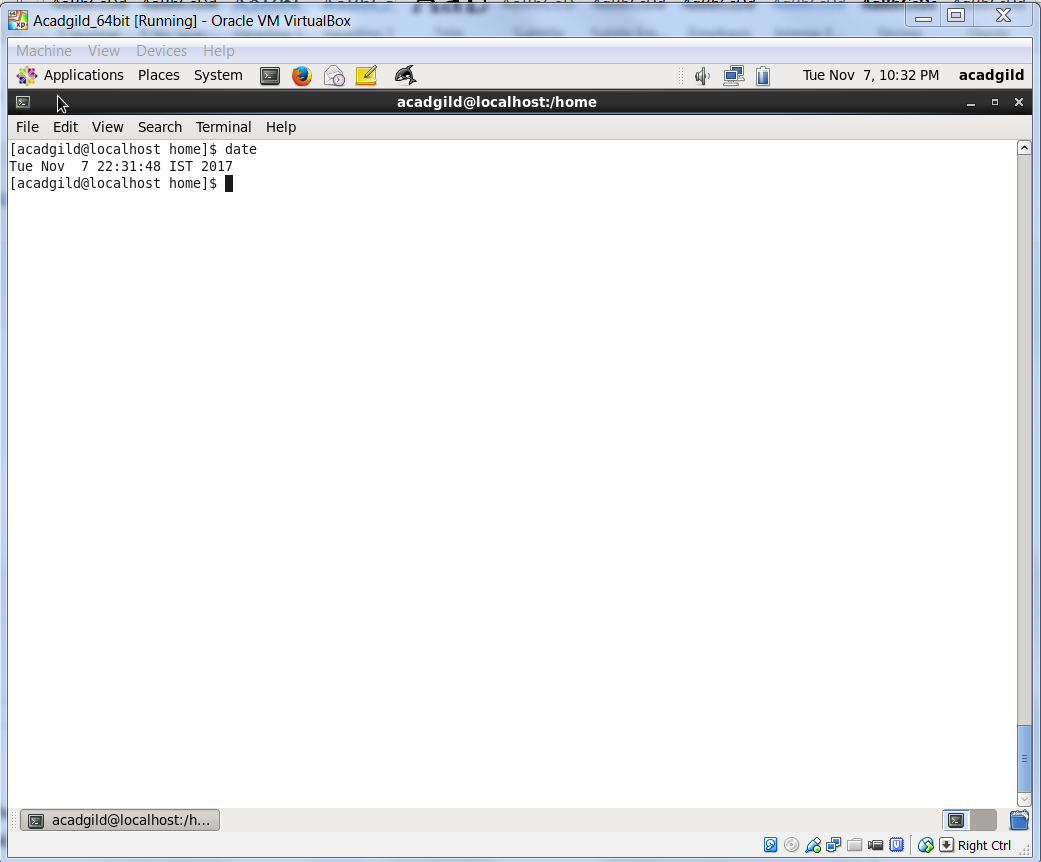 Acadgild_64bit [Running] - Oracle VM VirtualBox
Machine View Devices Help
Applications Places System Tue Nov 7, 10:32 PM acadgild
acadgild@localhost:/home
File Edit View Search Terminal Help
[acadgild@localhost home]$ date
Tue Nov  7 22:31:48 IST 2017
[acadgild@localhost home]$
acadgild@localhost:/h...
Right Ctrl